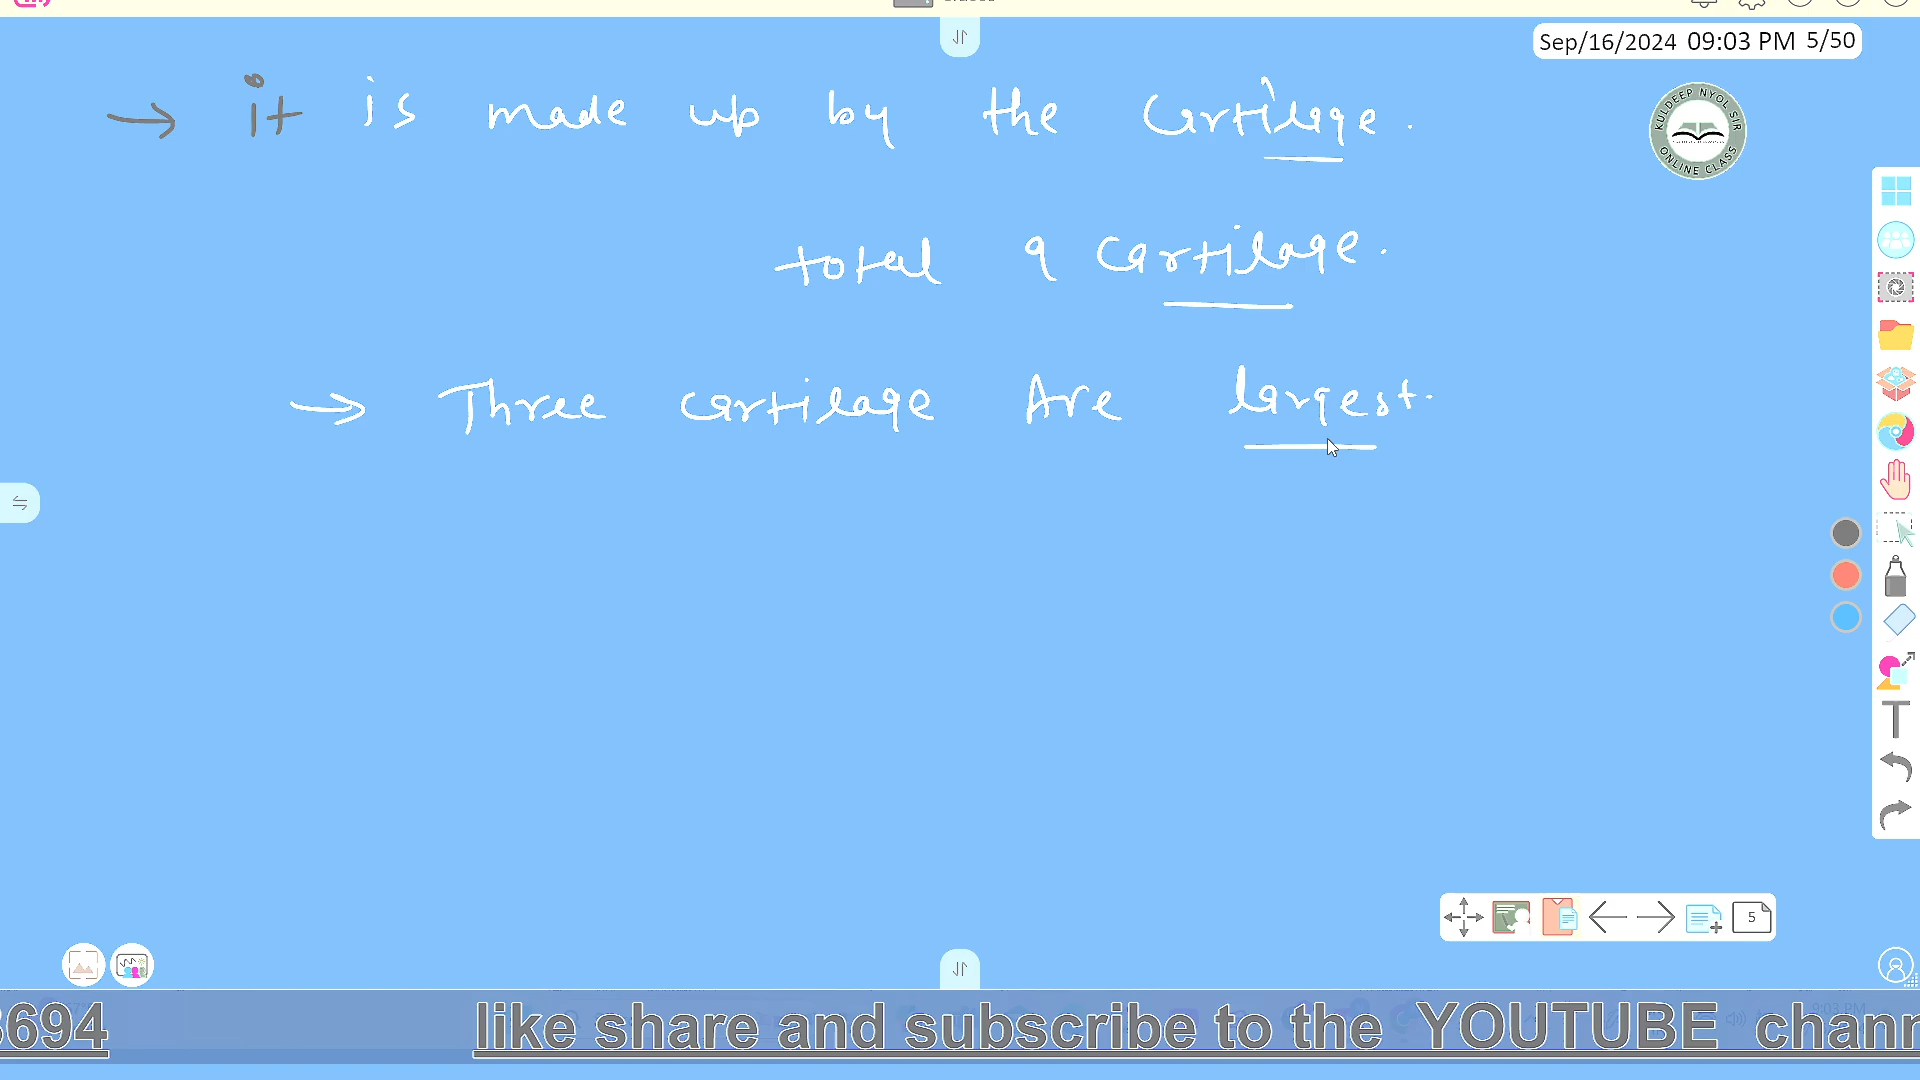 Sep/16/2024 09:03 PM 5/50
→ it is made up by the cartilage.
KULDEEP NYOL SIR
ONLINE CLASS
total 9 cartilage.
→ Three cartilage Are largest.
5
3694 like share and subscribe to the YOUTUBE chann